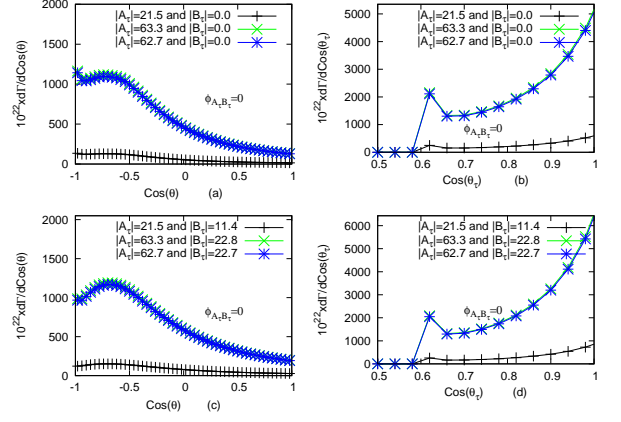 2000
1500
1000
500
0
10^22xdΓ/dCos(θ)
|A_τ|=21.5 and |B_τ|=0.0
|A_τ|=63.3 and |B_τ|=0.0
|A_τ|=62.7 and |B_τ|=0.0
ϕ_{A_τB_τ}=0
-1 -0.5 0 0.5 1
Cos(θ) (a)
5000
4000
3000
2000
1000
0
10^22xdΓ/dCos(θ_τ)
|A_τ|=21.5 and |B_τ|=0.0
|A_τ|=63.3 and |B_τ|=0.0
|A_τ|=62.7 and |B_τ|=0.0
ϕ_{A_τB_τ}=0
0.5 0.6 0.7 0.8 0.9 1
Cos(θ_τ) (b)
2000
1500
1000
500
0
10^22xdΓ/dCos(θ)
|A_τ|=21.5 and |B_τ|=11.4
|A_τ|=63.3 and |B_τ|=22.8
|A_τ|=62.7 and |B_τ|=22.7
ϕ_{A_τB_τ}=0
-1 -0.5 0 0.5 1
Cos(θ) (c)
6000
5000
4000
3000
2000
1000
0
10^22xdΓ/dCos(θ_τ)
|A_τ|=21.5 and |B_τ|=11.4
|A_τ|=63.3 and |B_τ|=22.8
|A_τ|=62.7 and |B_τ|=22.7
ϕ_{A_τB_τ}=0
0.5 0.6 0.7 0.8 0.9 1
Cos(θ_τ) (d)